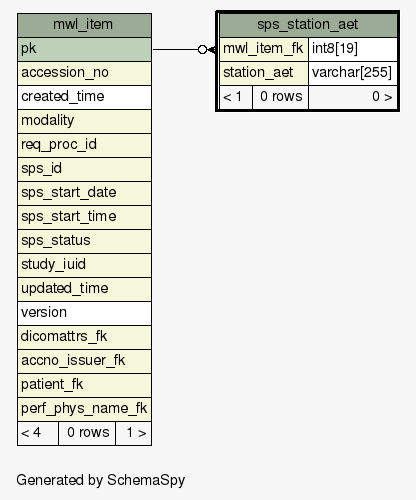 mwl_item
pk
accession_no
created_time
modality
req_proc_id
sps_id
sps_start_date
sps_start_time
sps_status
study_iuid
updated_time
version
dicomattrs_fk
accno_issuer_fk
patient_fk
perf_phys_name_fk
< 4 0 rows 1 >
sps_station_aet
mwl_item_fk int8[19]
station_aet varchar[255]
< 1 0 rows 0 >
Generated by SchemaSpy